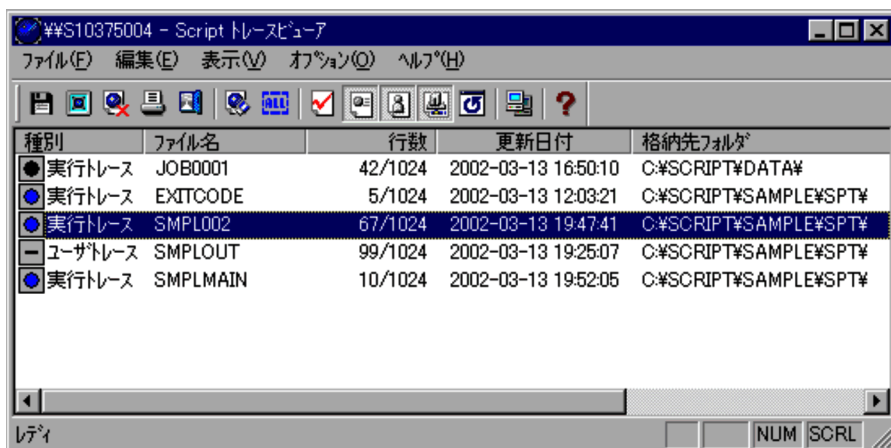 ¥¥S10375004 - Script ﾄﾚｰｽﾋﾞｭｰｱ
ﾌｧｲﾙ(F) 編集(E) 表示(V) ｵﾌﾟｼｮﾝ(O) ﾍﾙﾌﾟ(H)
ALL ?
種別 ﾌｧｲﾙ名 行数 更新日付 格納先ﾌｫﾙﾀﾞ
実行ﾄﾚｰｽ JOB0001 42/1024 2002-03-13 16:50:10 C:¥SCRIPT¥DATA¥
実行ﾄﾚｰｽ EXITCODE 5/1024 2002-03-13 12:03:21 C:¥SCRIPT¥SAMPLE¥SPT¥
実行ﾄﾚｰｽ SMPL002 67/1024 2002-03-13 19:47:41 C:¥SCRIPT¥SAMPLE¥SPT¥
ﾕｰｻﾞﾄﾚｰｽ SMPLOUT 99/1024 2002-03-13 19:25:07 C:¥SCRIPT¥SAMPLE¥SPT¥
実行ﾄﾚｰｽ SMPLMAIN 10/1024 2002-03-13 19:52:05 C:¥SCRIPT¥SAMPLE¥SPT¥
ﾚﾃﾞｨ NUM SCRL